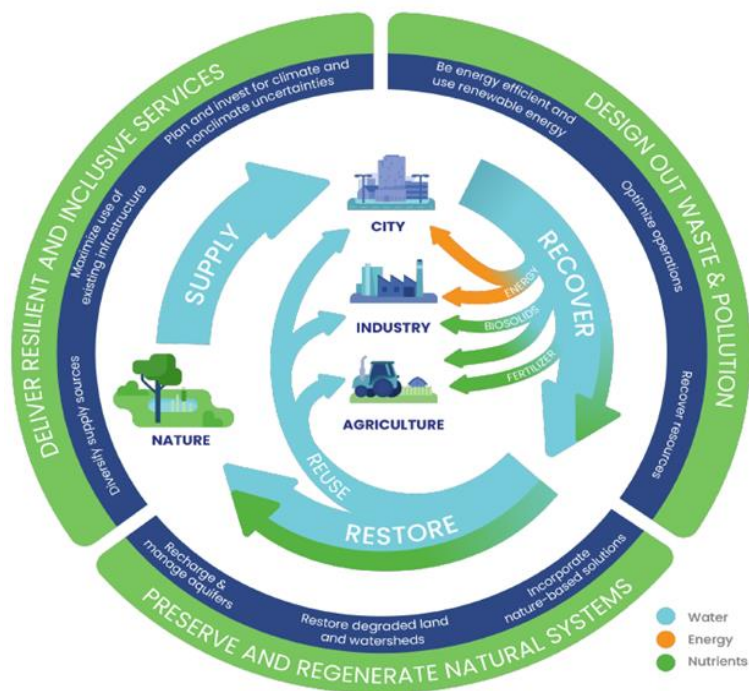 DELIVER RESILIENT AND INCLUSIVE SERVICES
Plan and invest for climate and
nonclimate uncertainties
Maximize use of
existing infrastructure
Diversify supply sources
DESIGN OUT WASTE & POLLUTION
Be energy efficient and
use renewable energy
Optimize operations
Recover resources
PRESERVE AND REGENERATE NATURAL SYSTEMS
Recharge &
manage aquifers
Restore degraded land
and watersheds
Incorporate
nature-based solutions
SUPPLY
CITY
INDUSTRY
AGRICULTURE
NATURE
RECOVER
ENERGY
BIOSOLIDS
FERTILIZER
REUSE
RESTORE
Water
Energy
Nutrients